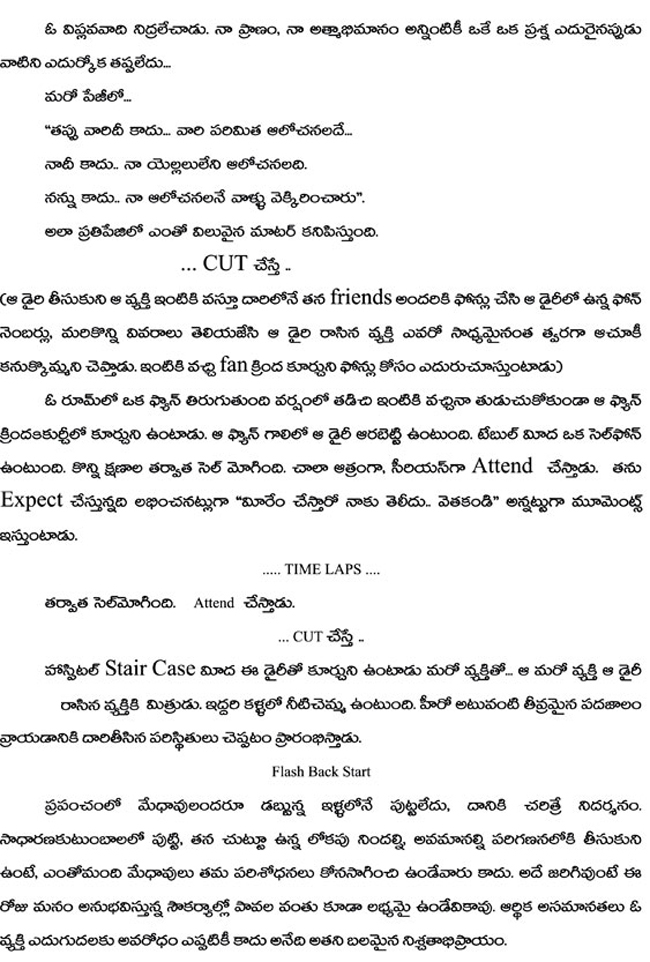 ఓ విప్లవవాది నిద్రలేచాడు. నా ప్రాణం, నా అత్మాభిమానం అన్నింటికీ ఒకే ఒక ప్రశ్న ఎదురైనప్పుడు
వాటిని ఎదుర్కోక తప్పలేదు...
మరో పేజీలో...
“తప్పు వారిదీ కాదు... వారి పరిమిత ఆలోచనలదే...
నాదీ కాదు.. నా యెల్లలులేని ఆలోచనలది.
నన్ను కాదు.. నా ఆలోచనలనే వాళ్ళు వెక్కిరించారు”.
అలా ప్రతిపేజిలో ఎంతో విలువైన మాటర్ కనిపిస్తుంది.
... CUT చేస్తే ..
(ఆ డైరి తీసుకుని ఆ వ్యక్తి ఇంటికి వస్తూ దారిలోనే తన friends అందరికి ఫోన్లు చేసి ఆ డైరీలో ఉన్న ఫోన్
నెంబర్లు, మరికొన్ని వివరాలు తెలియజేసి ఆ డైరి రాసిన వ్యక్తి ఎవరో సాధ్యమైనంత త్వరగా ఆచూకీ
కనుక్కొమ్మని చెప్తాడు. ఇంటికి వచ్చి fan క్రింద కూర్చుని ఫోన్లు కోసం ఎదురుచూస్తుంటాడు)
ఓ రూమ్‌లో ఒక ఫ్యాన్ తిరుగుతుంది వర్షంలో తడిచి ఇంటికి వచ్చినా తుడుచుకోకుండా ఆ ఫ్యాన్
క్రిందకుర్చీలో కూర్చుని ఉంటాడు. ఆ ఫ్యాన్ గాలిలో ఆ డైరీ ఆరబెట్టి ఉంటుంది. టేబుల్ మీద ఒక సెల్‌ఫోన్
ఉంటుంది. కొన్ని క్షణాల తర్వాత సెల్ మోగింది. చాలా ఆత్రంగా, సీరియస్‌గా Attend చేస్తాడు. తను
Expect చేస్తున్నది లభించనట్లుగా “మీరేం చేస్తారో నాకు తెలీదు.. వెతకండి” అన్నట్టుగా మూమెంట్స్
ఇస్తుంటాడు.
..... TIME LAPS ....
తర్వాత సెల్‌మోగింది. Attend చేస్తాడు.
... CUT చేస్తే ..
హాస్పిటల్ Stair Case మీద ఈ డైరీతో కూర్చుని ఉంటాడు మరో వ్యక్తితో... ఆ మరో వ్యక్తి ఆ డైరీ
రాసిన వ్యక్తికి మిత్రుడు. ఇద్దరి కళ్ళలో నీటిచెమ్మ ఉంటుంది. హీరో అటువంటి తీవ్రమైన పదజాలం
వ్రాయడానికి దారితీసిన పరిస్థితులు చెప్పటం ప్రారంభిస్తాడు.
Flash Back Start
ప్రపంచంలో మేధావులందరూ డబ్బున్న ఇళ్ళలోనే పుట్టలేదు, దానికి చరిత్రే నిదర్శనం.
సాధారణకుటుంబాలలో పుట్టి, తన చుట్టూ ఉన్న లోకపు నిందల్ని, అవమానల్ని పరిగణనలోకి తీసుకుని
ఉంటే, ఎంతోమంది మేధావులు తమ పరిశోధనలు కోనసాగించి ఉండేవారు కాదు. అదే జరిగివుంటే ఈ
రోజు మనం అనుభవిస్తున్న సౌకర్యాల్లో పావల వంతు కూడా లభ్యమై ఉండేవికావు. ఆర్థిక అసమానతలు ఓ
వ్యక్తి ఎదుగుదలకు అవరోధం ఎప్పటికీ కాదు అనేది అతని బలమైన నిశ్చతాభిప్రాయం.